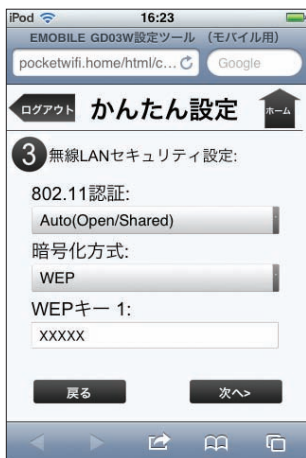 iPod 16:23
EMOBILE GD03W設定ツール （モバイル用）
pocketwifi.home/html/c... Google
ログアウト かんたん設定 ホーム
3 無線LANセキュリティ設定:
802.11認証:
Auto(Open/Shared)
暗号化方式:
WEP
WEPキー 1:
XXXXX
戻る 次へ>